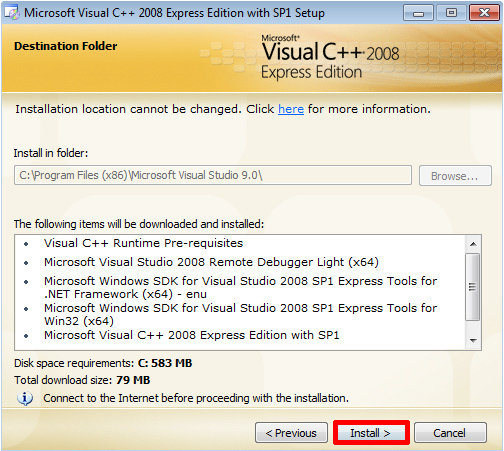 Microsoft Visual C++ 2008 Express Edition with SP1 Setup
Destination Folder
Microsoft®
Visual C++ 2008
Express Edition
Installation location cannot be changed. Click here for more information.
Install in folder:
C:\Program Files (x86)\Microsoft Visual Studio 9.0\
Browse...
The following items will be downloaded and installed:
• Visual C++ Runtime Pre-requisites
• Microsoft Visual Studio 2008 Remote Debugger Light (x64)
• Microsoft Windows SDK for Visual Studio 2008 SP1 Express Tools for
.NET Framework (x64) - enu
• Microsoft Windows SDK for Visual Studio 2008 SP1 Express Tools for
Win32 (x64)
• Microsoft Visual C++ 2008 Express Edition with SP1
Disk space requirements: C: 583 MB
Total download size: 79 MB
Connect to the Internet before proceeding with the installation.
< Previous
Install >
Cancel